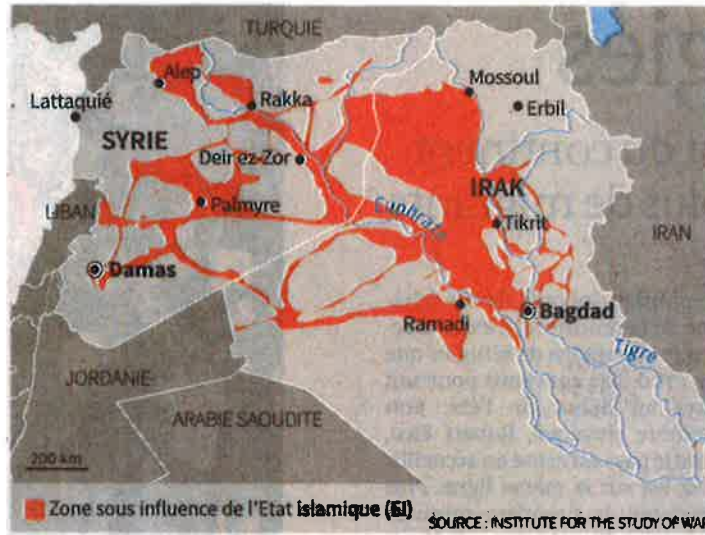 TURQUIE
Alep
Mossoul
Lattaquié
Rakka
Erbil
SYRIE
Deir ez-Zor
IRAK
LIBAN
Palmyre
Euphrate
Tikrit
IRAN
Damas
Ramadi
Bagdad
Tigre
JORDANIE
ARABIE SAOUDITE
200 km
Zone sous influence de l'Etat islamique (EI)
SOURCE : INSTITUTE FOR THE STUDY OF WAR